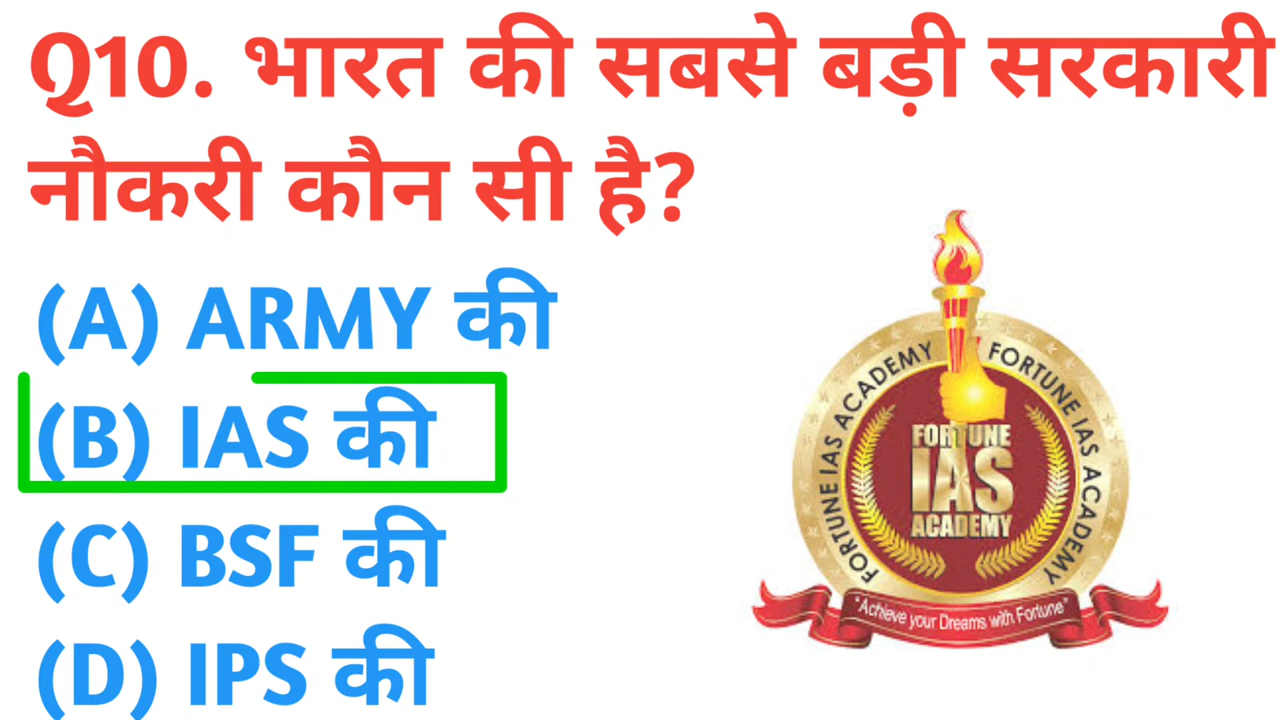 Q10. भारत की सबसे बड़ी सरकारी
नौकरी कौन सी है?
(A) ARMY की
(B) IAS की
(C) BSF की
(D) IPS की
FORTUNE IAS ACADEMY FORTUNE IAS ACADEMY
FORTUNE
IAS
ACADEMY
"Achieve your Dreams with Fortune"